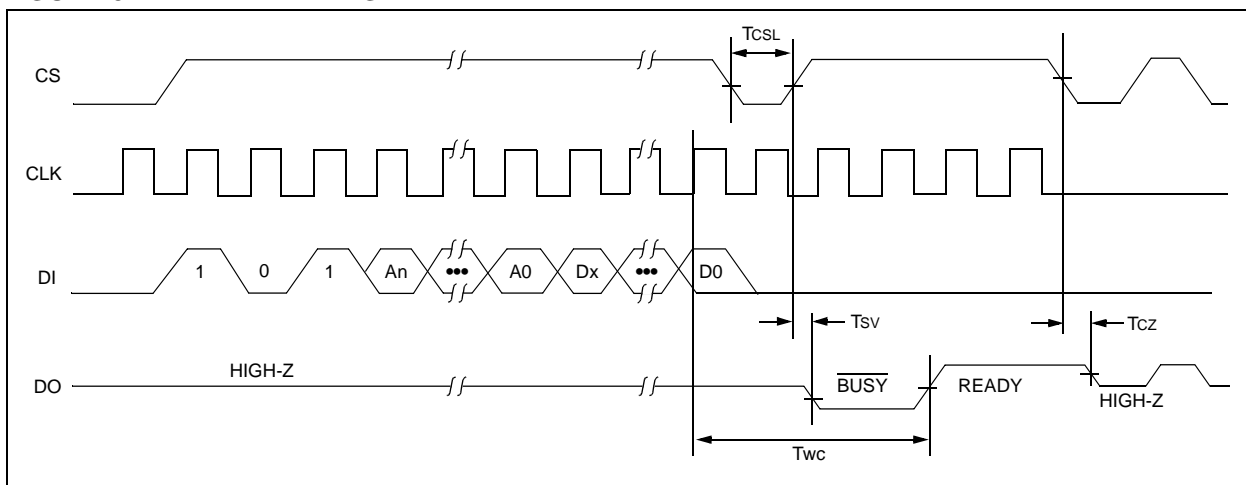 TCSL
CS
CLK
DI
1 0 1 An ••• A0 Dx ••• D0
TSV
TCZ
DO
HIGH-Z
BUSY
READY
HIGH-Z
TWC